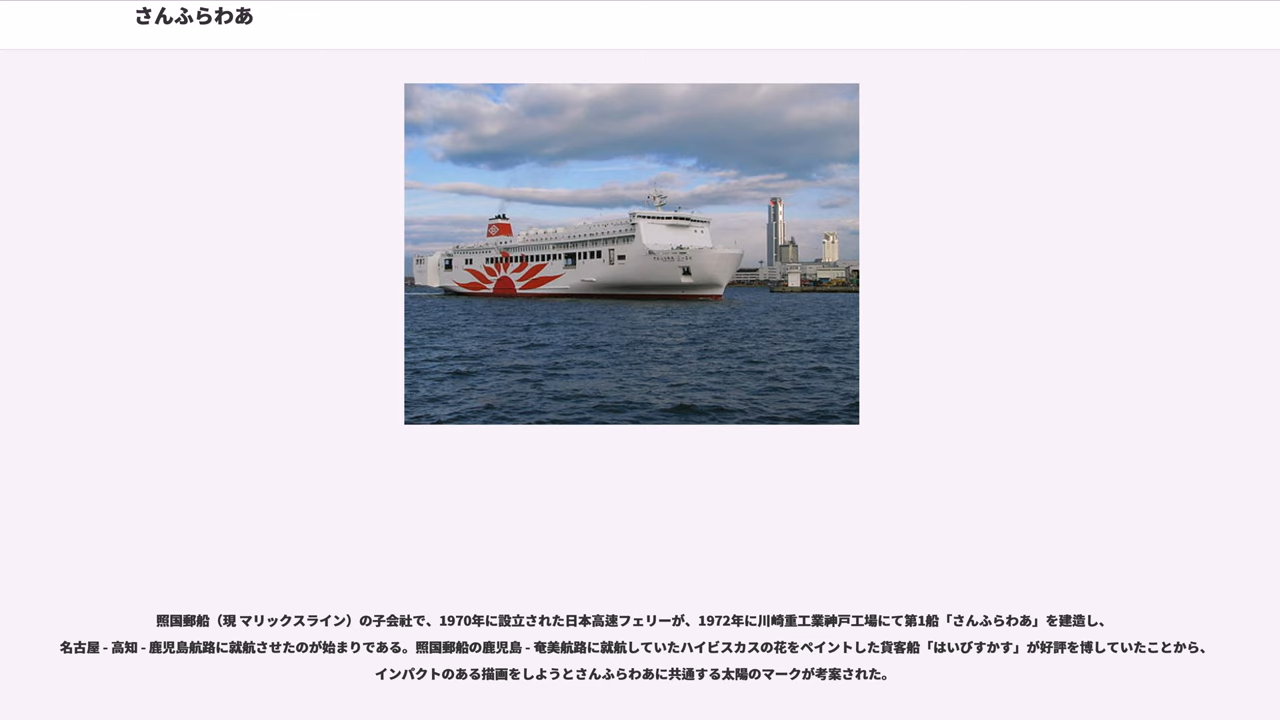 さんふらわあ
照国郵船（現 マリックスライン）の子会社で、1970年に設立された日本高速フェリーが、1972年に川崎重工業神戸工場にて第1船「さんふらわあ」を建造し、
名古屋 - 高知 - 鹿児島航路に就航させたのが始まりである。照国郵船の鹿児島 - 奄美航路に就航していたハイビスカスの花をペイントした貨客船「はいびすかす」が好評を博していたことから、
インパクトのある描画をしようとさんふらわあに共通する太陽のマークが考案された。